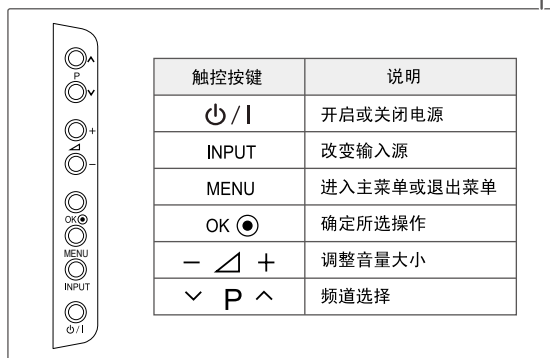 ∧
P
∨
+
⊿
−
OK ◉
MENU
INPUT
⏻/I
触控按键 说明
⏻/I 开启或关闭电源
INPUT 改变输入源
MENU 进入主菜单或退出菜单
OK ◉ 确定所选操作
− ⊿ + 调整音量大小
∨ P ∧ 频道选择